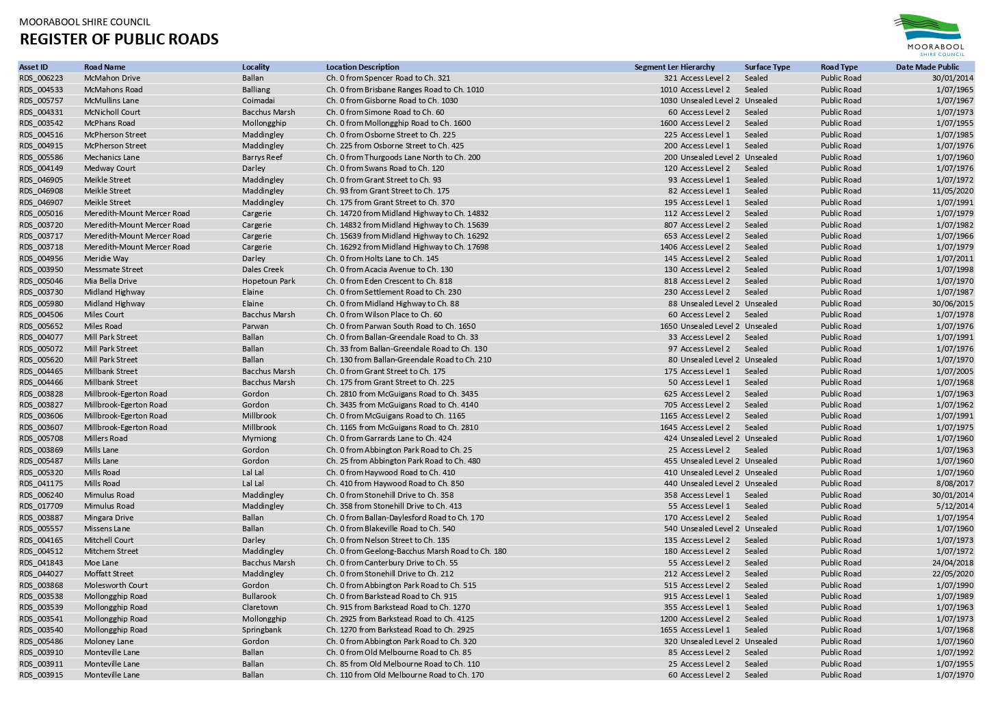 MOORABOOL SHIRE COUNCIL
REGISTER OF PUBLIC ROADS
MOORABOOL
SHIRE COUNCIL
Asset ID Road Name Locality Location Description Segment Len Hierarchy Surface Type Road Type Date Made Public
RDS_006223 McMahon Drive Ballan Ch. 0 from Spencer Road to Ch. 321 321 Access Level 2 Sealed Public Road 30/01/2014
RDS_004533 McMahons Road Balliang Ch. 0 from Brisbane Ranges Road to Ch. 1010 1010 Access Level 2 Sealed Public Road 1/07/1965
RDS_005757 McMullins Lane Coimadai Ch. 0 from Gisborne Road to Ch. 1030 1030 Unsealed Level 2 Unsealed Public Road 1/07/1967
RDS_004331 McNicholl Court Bacchus Marsh Ch. 0 from Simone Road to Ch. 60 60 Access Level 2 Sealed Public Road 1/07/1973
RDS_003542 McPhans Road Mollongghip Ch. 0 from Mollongghip Road to Ch. 1600 1600 Access Level 2 Sealed Public Road 1/07/1955
RDS_004516 McPherson Street Maddingley Ch. 0 from Osborne Street to Ch. 225 225 Access Level 1 Sealed Public Road 1/07/1985
RDS_004915 McPherson Street Maddingley Ch. 225 from Osborne Street to Ch. 425 200 Access Level 1 Sealed Public Road 1/07/1976
RDS_005586 Mechanics Lane Barrys Reef Ch. 0 from Thurgoods Lane North to Ch. 200 200 Unsealed Level 2 Unsealed Public Road 1/07/1960
RDS_004149 Medway Court Darley Ch. 0 from Swans Road to Ch. 120 120 Access Level 2 Sealed Public Road 1/07/1976
RDS_046905 Meikle Street Maddingley Ch. 0 from Grant Street to Ch. 93 93 Access Level 1 Sealed Public Road 1/07/1972
RDS_046908 Meikle Street Maddingley Ch. 93 from Grant Street to Ch. 175 82 Access Level 1 Sealed Public Road 11/05/2020
RDS_046907 Meikle Street Maddingley Ch. 175 from Grant Street to Ch. 370 195 Access Level 1 Sealed Public Road 1/07/1991
RDS_005016 Meredith-Mount Mercer Road Cargerie Ch. 14720 from Midland Highway to Ch. 14832 112 Access Level 2 Sealed Public Road 1/07/1979
RDS_003720 Meredith-Mount Mercer Road Cargerie Ch. 14832 from Midland Highway to Ch. 15639 807 Access Level 2 Sealed Public Road 1/07/1982
RDS_003717 Meredith-Mount Mercer Road Cargerie Ch. 15639 from Midland Highway to Ch. 16292 653 Access Level 2 Sealed Public Road 1/07/1966
RDS_003718 Meredith-Mount Mercer Road Cargerie Ch. 16292 from Midland Highway to Ch. 17698 1406 Access Level 2 Sealed Public Road 1/07/1979
RDS_004956 Meridie Way Darley Ch. 0 from Holts Lane to Ch. 145 145 Access Level 2 Sealed Public Road 1/07/2011
RDS_003950 Messmate Street Dales Creek Ch. 0 from Acacia Avenue to Ch. 130 130 Access Level 2 Sealed Public Road 1/07/1998
RDS_005046 Mia Bella Drive Hopetoun Park Ch. 0 from Eden Crescent to Ch. 818 818 Access Level 2 Sealed Public Road 1/07/1970
RDS_003730 Midland Highway Elaine Ch. 0 from Settlement Road to Ch. 230 230 Access Level 2 Sealed Public Road 1/07/1987
RDS_005980 Midland Highway Elaine Ch. 0 from Midland Highway to Ch. 88 88 Unsealed Level 2 Unsealed Public Road 30/06/2015
RDS_004506 Miles Court Bacchus Marsh Ch. 0 from Wilson Place to Ch. 60 60 Access Level 2 Sealed Public Road 1/07/1978
RDS_005652 Miles Road Parwan Ch. 0 from Parwan South Road to Ch. 1650 1650 Unsealed Level 2 Unsealed Public Road 1/07/1976
RDS_004077 Mill Park Street Ballan Ch. 0 from Ballan-Greendale Road to Ch. 33 33 Access Level 2 Sealed Public Road 1/07/1991
RDS_005072 Mill Park Street Ballan Ch. 33 from Ballan-Greendale Road to Ch. 130 97 Access Level 2 Sealed Public Road 1/07/1976
RDS_005620 Mill Park Street Ballan Ch. 130 from Ballan-Greendale Road to Ch. 210 80 Unsealed Level 2 Unsealed Public Road 1/07/1970
RDS_004465 Millbank Street Bacchus Marsh Ch. 0 from Grant Street to Ch. 175 175 Access Level 1 Sealed Public Road 1/07/2005
RDS_004466 Millbank Street Bacchus Marsh Ch. 175 from Grant Street to Ch. 225 50 Access Level 1 Sealed Public Road 1/07/1968
RDS_003828 Millbrook-Egerton Road Gordon Ch. 2810 from McGuigans Road to Ch. 3435 625 Access Level 2 Sealed Public Road 1/07/1963
RDS_003827 Millbrook-Egerton Road Gordon Ch. 3435 from McGuigans Road to Ch. 4140 705 Access Level 2 Sealed Public Road 1/07/1962
RDS_003606 Millbrook-Egerton Road Millbrook Ch. 0 from McGuigans Road to Ch. 1165 1165 Access Level 2 Sealed Public Road 1/07/1991
RDS_003607 Millbrook-Egerton Road Millbrook Ch. 1165 from McGuigans Road to Ch. 2810 1645 Access Level 2 Sealed Public Road 1/07/1975
RDS_005708 Millers Road Myrniong Ch. 0 from Garrards Lane to Ch. 424 424 Unsealed Level 2 Unsealed Public Road 1/07/1960
RDS_003869 Mills Lane Gordon Ch. 0 from Abbington Park Road to Ch. 25 25 Access Level 2 Sealed Public Road 1/07/1963
RDS_005487 Mills Lane Gordon Ch. 25 from Abbington Park Road to Ch. 480 455 Unsealed Level 2 Unsealed Public Road 1/07/1960
RDS_005320 Mills Road Lal Lal Ch. 0 from Haywood Road to Ch. 410 410 Unsealed Level 2 Unsealed Public Road 1/07/1960
RDS_041175 Mills Road Lal Lal Ch. 410 from Haywood Road to Ch. 850 440 Unsealed Level 2 Unsealed Public Road 8/08/2017
RDS_006240 Mimulus Road Maddingley Ch. 0 from Stonehill Drive to Ch. 358 358 Access Level 1 Sealed Public Road 30/01/2014
RDS_017709 Mimulus Road Maddingley Ch. 358 from Stonehill Drive to Ch. 413 55 Access Level 1 Sealed Public Road 5/12/2014
RDS_003887 Mingara Drive Ballan Ch. 0 from Ballan-Daylesford Road to Ch. 170 170 Access Level 2 Sealed Public Road 1/07/1954
RDS_005557 Missens Lane Ballan Ch. 0 from Blakeville Road to Ch. 540 540 Unsealed Level 2 Unsealed Public Road 1/07/1960
RDS_004165 Mitchell Court Darley Ch. 0 from Nelson Street to Ch. 135 135 Access Level 2 Sealed Public Road 1/07/1973
RDS_004512 Mitchem Street Maddingley Ch. 0 from Geelong-Bacchus Marsh Road to Ch. 180 180 Access Level 2 Sealed Public Road 1/07/1972
RDS_041843 Moe Lane Bacchus Marsh Ch. 0 from Canterbury Drive to Ch. 55 55 Access Level 2 Sealed Public Road 24/04/2018
RDS_044027 Moffatt Street Maddingley Ch. 0 from Stonehill Drive to Ch. 212 212 Access Level 2 Sealed Public Road 22/05/2020
RDS_003868 Molesworth Court Gordon Ch. 0 from Abbington Park Road to Ch. 515 515 Access Level 2 Sealed Public Road 1/07/1990
RDS_003538 Mollongghip Road Bullarook Ch. 0 from Barkstead Road to Ch. 915 915 Access Level 1 Sealed Public Road 1/07/1989
RDS_003539 Mollongghip Road Claretown Ch. 915 from Barkstead Road to Ch. 1270 355 Access Level 1 Sealed Public Road 1/07/1963
RDS_003541 Mollongghip Road Mollongghip Ch. 2925 from Barkstead Road to Ch. 4125 1200 Access Level 2 Sealed Public Road 1/07/1973
RDS_003540 Mollongghip Road Springbank Ch. 1270 from Barkstead Road to Ch. 2925 1655 Access Level 1 Sealed Public Road 1/07/1968
RDS_005486 Moloney Lane Gordon Ch. 0 from Abbington Park Road to Ch. 320 320 Unsealed Level 2 Unsealed Public Road 1/07/1960
RDS_003910 Monteville Lane Ballan Ch. 0 from Old Melbourne Road to Ch. 85 85 Access Level 2 Sealed Public Road 1/07/1992
RDS_003911 Monteville Lane Ballan Ch. 85 from Old Melbourne Road to Ch. 110 25 Access Level 2 Sealed Public Road 1/07/1955
RDS_003915 Monteville Lane Ballan Ch. 110 from Old Melbourne Road to Ch. 170 60 Access Level 2 Sealed Public Road 1/07/1970